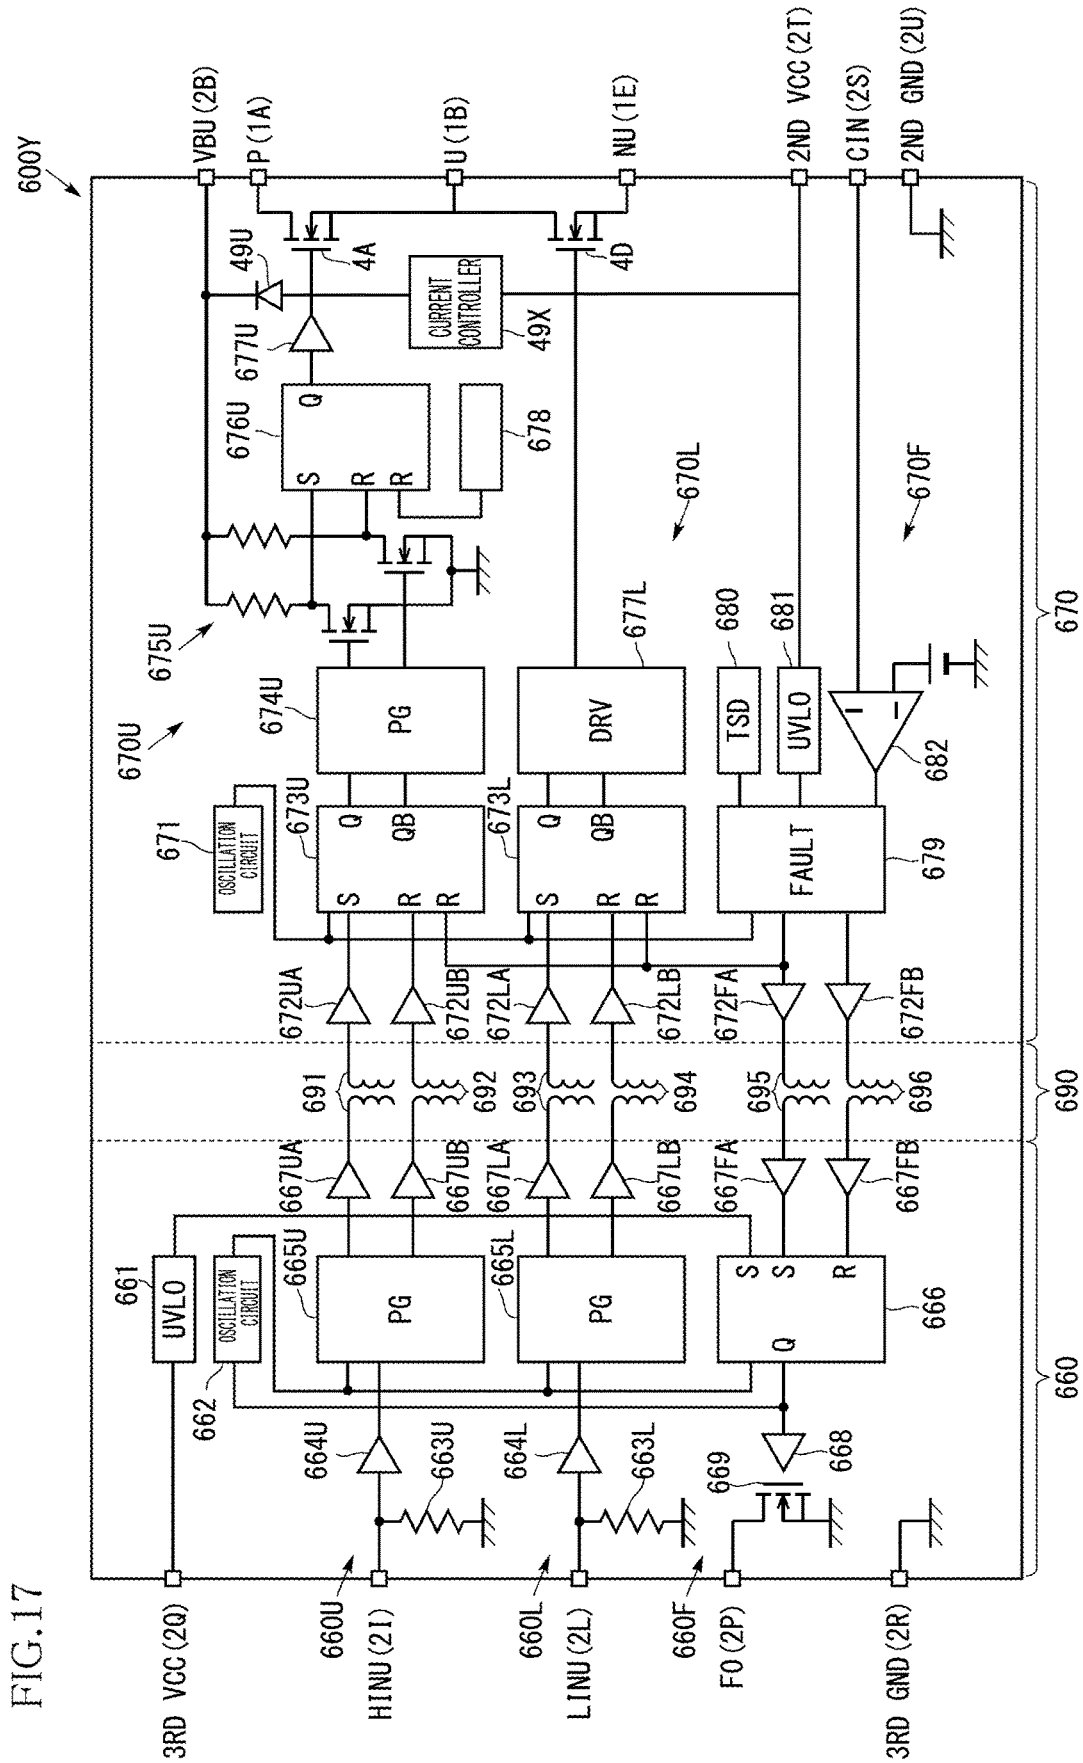 FIG.17
600Y
3RD VCC (2Q)
HINU (2I)
LINU (2L)
FO (2P)
3RD GND (2R)
660U
660L
660F
661
UVLO
662
OSCILLATION
CIRCUIT
664U
663U
664L
663L
669
668
665U
PG
665L
PG
S
S
R
Q
666
667UA
667UB
667LA
667LB
667FA
667FB
691
692
693
694
695
696
672UA
672UB
672LA
672LB
672FA
672FB
671
OSCILLATION
CIRCUIT
673U
S
R
R
Q
QB
673L
S
R
R
Q
QB
FAULT
679
670U
674U
PG
DRV
677L
TSD
680
UVLO
681
682
675U
676U
S
R
R
Q
678
677U
49U
CURRENT
CONTROLLER
49X
4A
4D
670L
670F
VBU (2B)
P (1A)
U (1B)
NU (1E)
2ND VCC (2T)
CIN (2S)
2ND GND (2U)
660
690
670